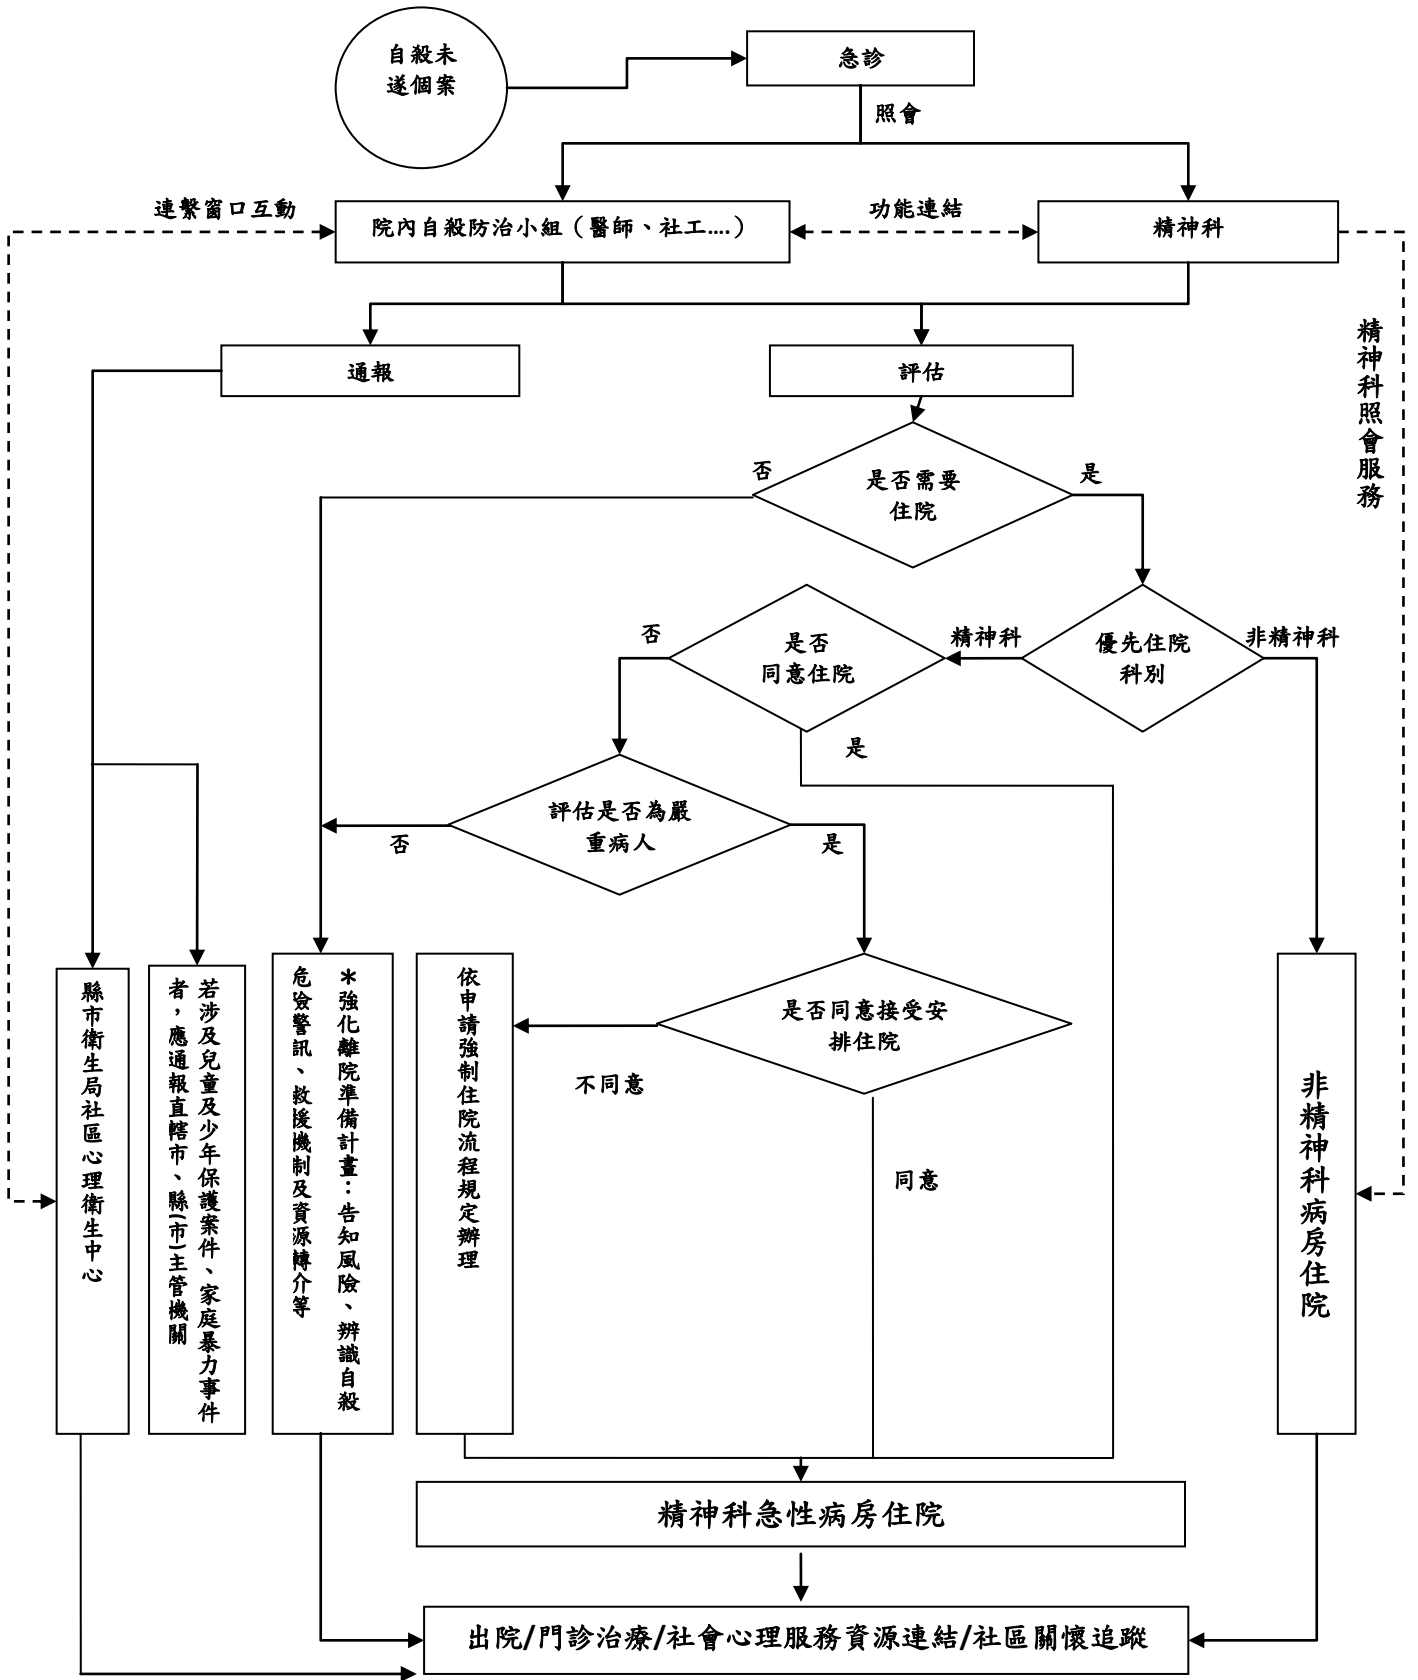 自殺未
遂個案
急診
照會
連繫窗口互動
院內自殺防治小組（醫師、社工....）
功能連結
精神科
通報
評估
精神科照會服務
是否需要
住院
否
是
優先住院
科別
精神科
非精神科
是否
同意住院
否
是
評估是否為嚴
重病人
否
是
縣市衛生局社區心理衛生中心
若涉及兒童及少年保護案件、家庭暴力事件
者，應通報直轄市、縣(市)主管機關
＊強化離院準備計畫：告知風險、辨識自殺
危險警訊、救援機制及資源轉介等
依申請強制住院流程規定辦理
是否同意接受安
排住院
不同意
同意
非精神科病房住院
精神科急性病房住院
出院/門診治療/社會心理服務資源連結/社區關懷追蹤